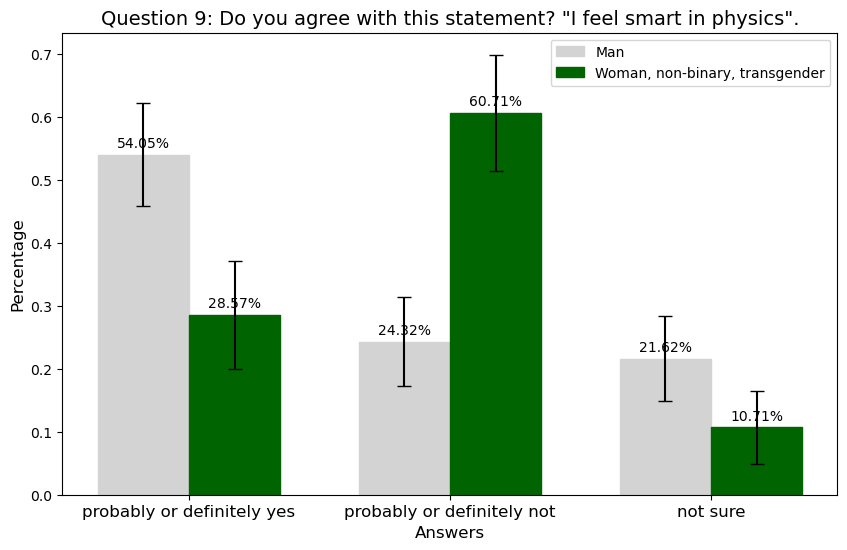 Question 9: Do you agree with this statement? "I feel smart in physics".
Man
Woman, non-binary, transgender
Percentage
0.7
0.6
0.5
0.4
0.3
0.2
0.1
0.0
54.05%
28.57%
24.32%
60.71%
21.62%
10.71%
probably or definitely yes
probably or definitely not
not sure
Answers